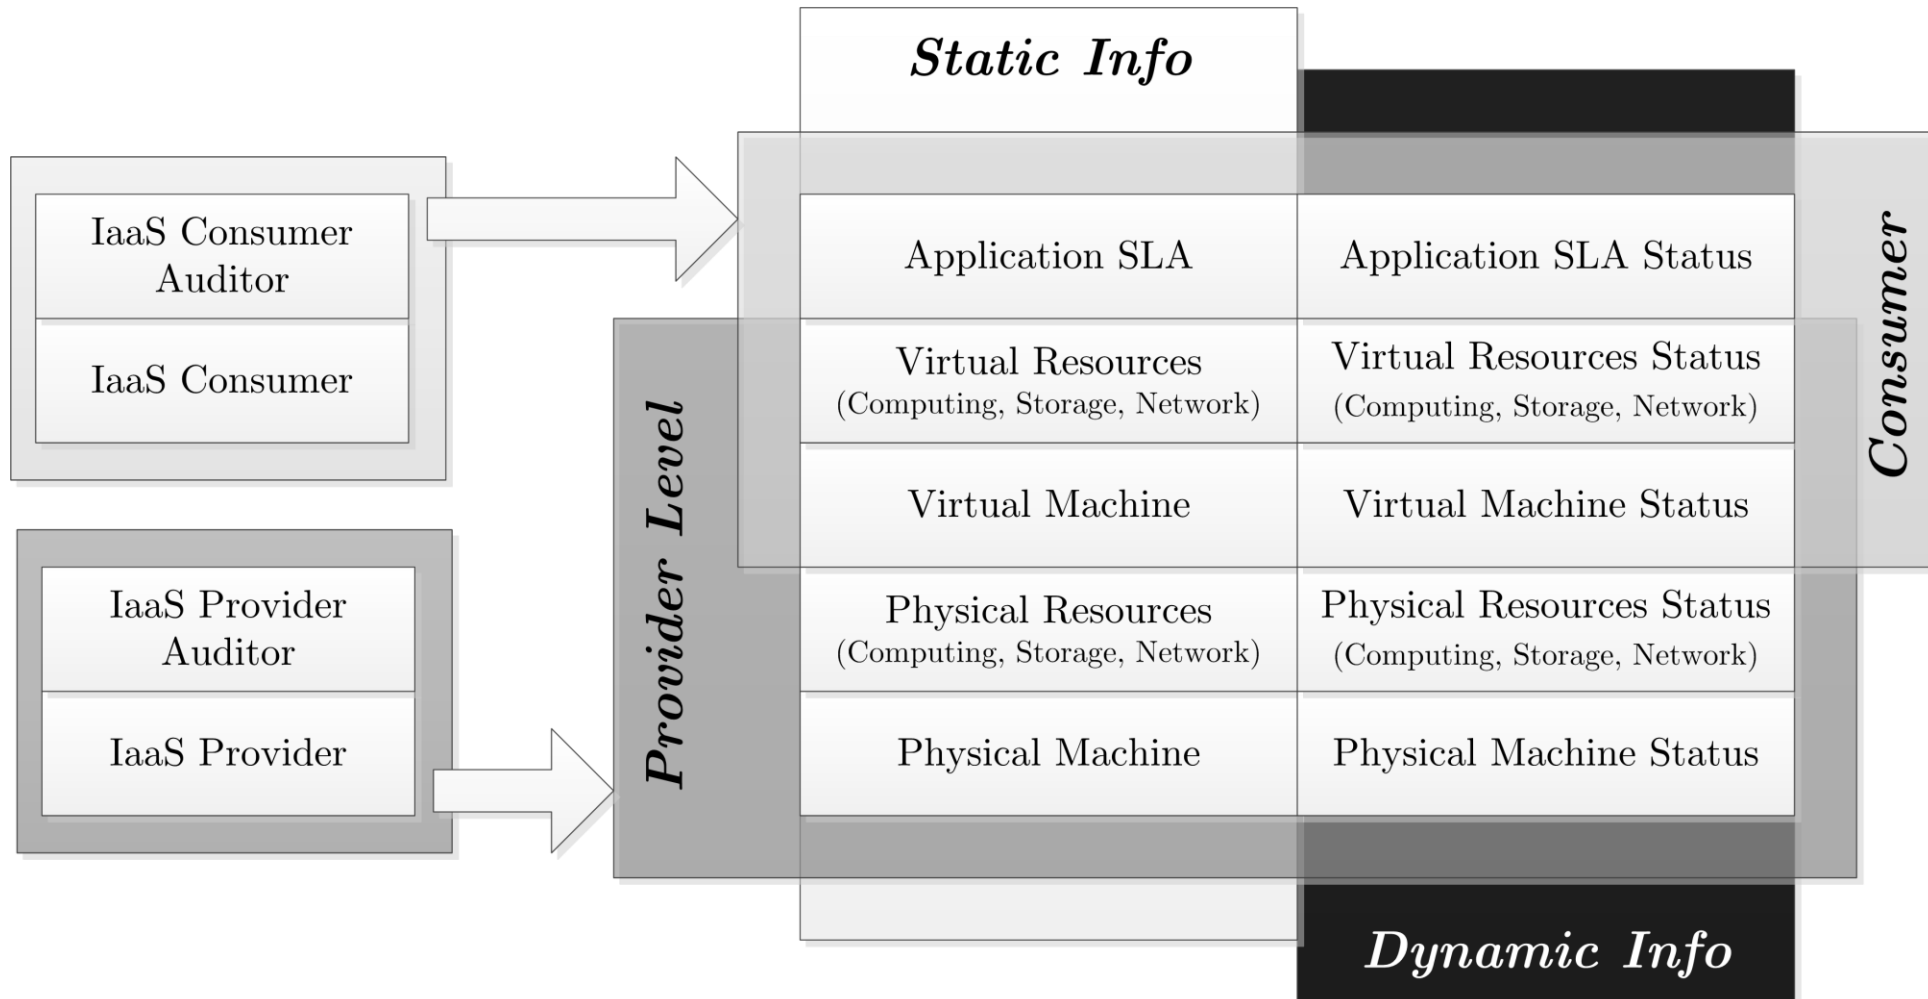 Static Info
IaaS Consumer
Auditor
IaaS Consumer
IaaS Provider
Auditor
IaaS Provider
Provider Level
Application SLA
Application SLA Status
Virtual Resources
(Computing, Storage, Network)
Virtual Resources Status
(Computing, Storage, Network)
Virtual Machine
Virtual Machine Status
Physical Resources
(Computing, Storage, Network)
Physical Resources Status
(Computing, Storage, Network)
Physical Machine
Physical Machine Status
Consumer
Dynamic Info